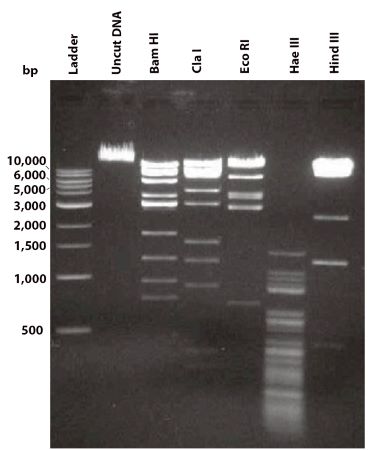 bp
Ladder
Uncut DNA
Bam HI
Cla I
Eco RI
Hae III
Hind III
10,000
6,000
5,000
3,000
2,000
1,500
1,000
500